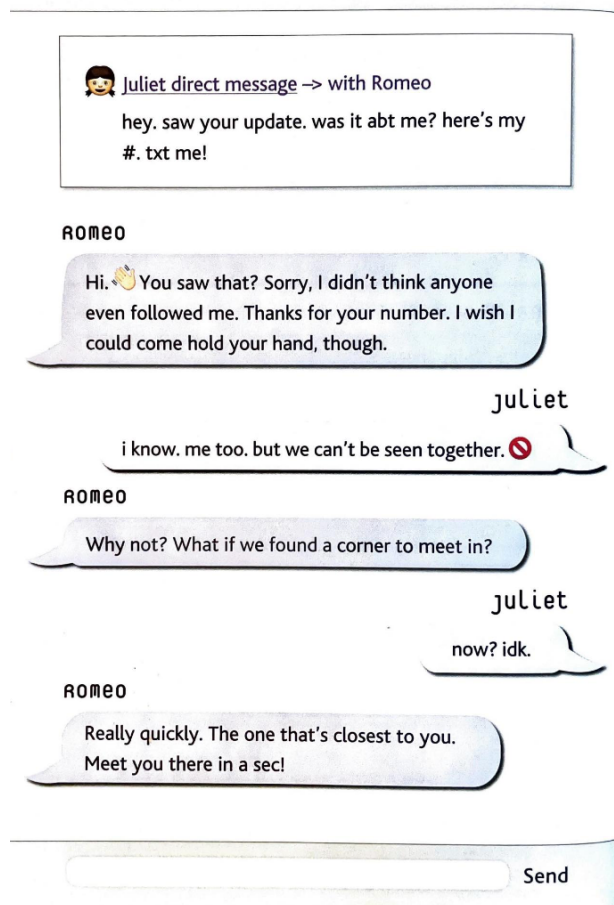 Juliet direct message –> with Romeo
hey. saw your update. was it abt me? here's my
#. txt me!
Romeo
Hi. 👋 You saw that? Sorry, I didn't think anyone
even followed me. Thanks for your number. I wish I
could come hold your hand, though.
Juliet
i know. me too. but we can't be seen together. 🚫
Romeo
Why not? What if we found a corner to meet in?
Juliet
now? idk.
Romeo
Really quickly. The one that's closest to you.
Meet you there in a sec!
Send